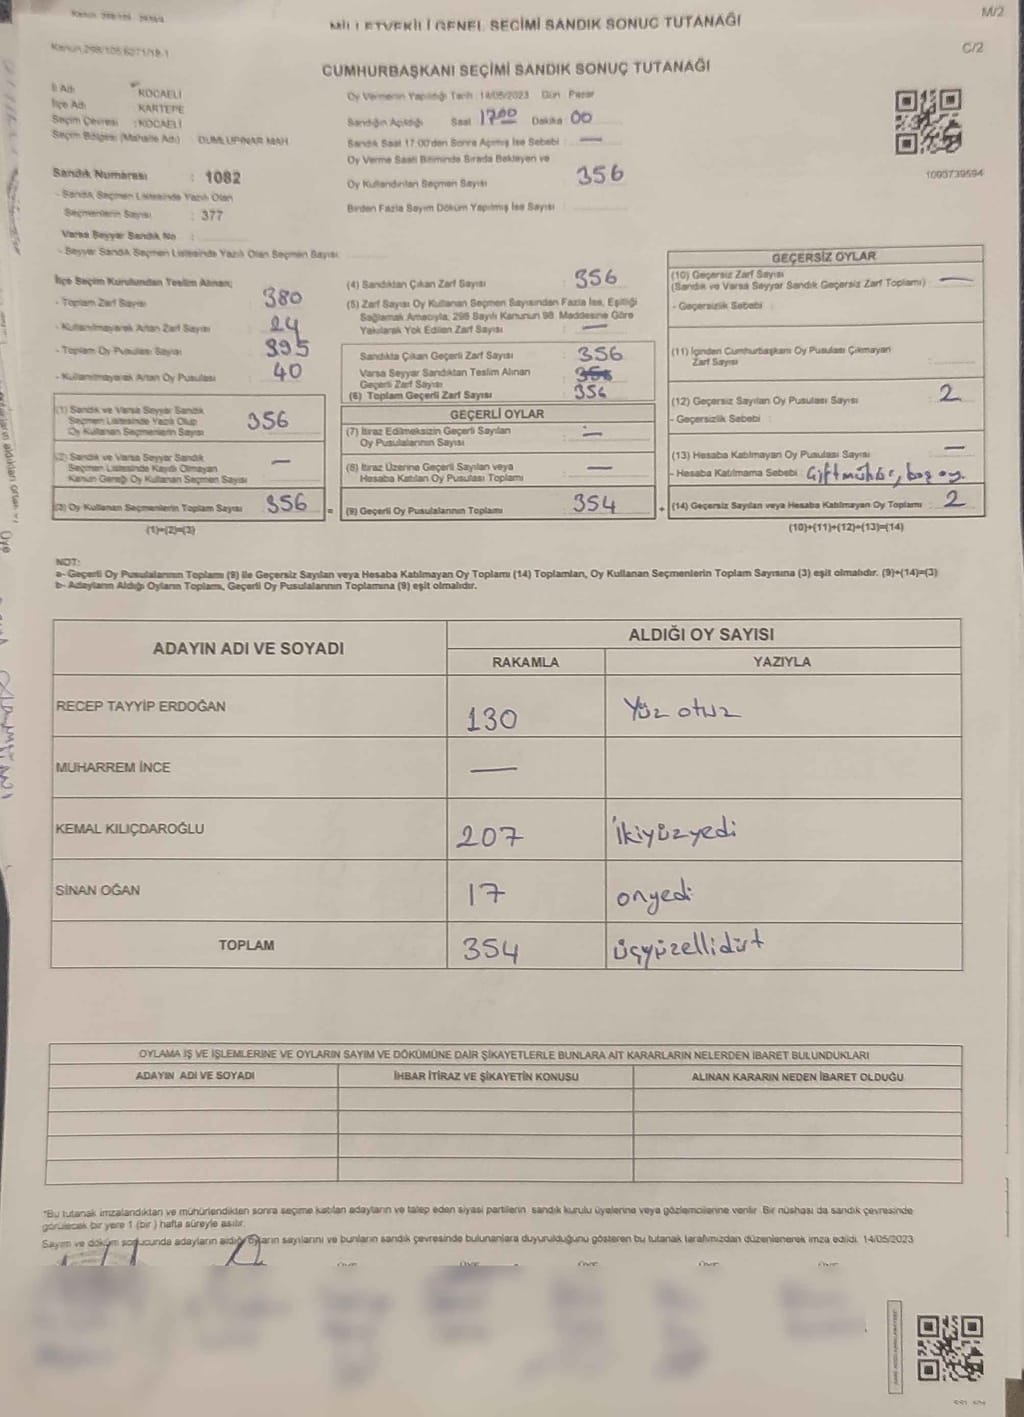 MİLLETVEKİLİ GENEL SEÇİMİ SANDIK SONUÇ TUTANAĞI
M/2
Kanun 298/105 6271/18-1
C/2
CUMHURBAŞKANI SEÇİMİ SANDIK SONUÇ TUTANAĞI
İl Adı : KOCAELİ
İlçe Adı : KARTEPE
Seçim Çevresi : KOCAELİ
Seçim Bölgesi (Mahalle Adı) : DUMLUPINAR MAH.
Sandık Numarası : 1082
- Sandık Seçmen Listesinde Yazılı Olan
Seçmenlerin Sayısı : 377
Varsa Seyyar Sandık No :
- Seyyar Sandık Seçmen Listesinde Yazılı Olan Seçmen Sayısı:
Oy Vermenin Yapıldığı Tarih : 14/05/2023 Gün : Pazar
Sandığın Açıldığı Saat : 17:00 Dakika : 00
Sandık Saat 17:00'den Sonra Açılmış İse Sebebi : —
Oy Verme Saati Bitiminde Sırada Bekleyen ve
Oy Kullandırılan Seçmen Sayısı : 356
Birden Fazla Sayım Döküm Yapılmış İse Sayısı :
1093739594
İlçe Seçim Kurulundan Teslim Alınan;
- Toplam Zarf Sayısı : 380
- Kullanılmayarak Artan Zarf Sayısı : 24
- Toplam Oy Pusulası Sayısı : 395
- Kullanılmayarak Artan Oy Pusulası : 40
(1) Sandık ve Varsa Seyyar Sandık
Seçmen Listesinde Yazılı Olup
Oy Kullanan Seçmenlerin Sayısı : 356
(2) Sandık ve Varsa Seyyar Sandık
Seçmen Listesinde Kayıtlı Olmayan
Kanun Gereği Oy Kullanan Seçmen Sayısı : —
(3) Oy Kullanan Seçmenlerin Toplam Sayısı : 356
(1)+(2)=(3)
(4) Sandıktan Çıkan Zarf Sayısı : 356
(5) Zarf Sayısı Oy Kullanan Seçmen Sayısından Fazla İse, Eşitliği
Sağlamak Amacıyla, 298 Sayılı Kanunun 98. Maddesine Göre
Yakılarak Yok Edilen Zarf Sayısı : —
Sandıkta Çıkan Geçerli Zarf Sayısı : 356
Varsa Seyyar Sandıktan Teslim Alınan
Geçerli Zarf Sayısı :
(6) Toplam Geçerli Zarf Sayısı : 356
GEÇERLİ OYLAR
(7) İtiraz Edilmeksizin Geçerli Sayılan
Oy Pusulalarının Sayısı : —
(8) İtiraz Üzerine Geçerli Sayılan veya
Hesaba Katılan Oy Pusulası Toplamı : —
= (9) Geçerli Oy Pusulalarının Toplamı : 354
GEÇERSİZ OYLAR
(10) Geçersiz Zarf Sayısı
(Sandık ve Varsa Seyyar Sandık Geçersiz Zarf Toplamı) : —
- Geçersizlik Sebebi :
(11) İçinden Cumhurbaşkanı Oy Pusulası Çıkmayan
Zarf Sayısı :
(12) Geçersiz Sayılan Oy Pusulası Sayısı : 2
- Geçersizlik Sebebi :
(13) Hesaba Katılmayan Oy Pusulası Sayısı : —
- Hesaba Katılmama Sebebi : Çift mühür, boş oy.
+ (14) Geçersiz Sayılan veya Hesaba Katılmayan Oy Toplamı : 2
(10)+(11)+(12)+(13)=(14)
NOT:
a- Geçerli Oy Pusulalarının Toplamı (9) ile Geçersiz Sayılan veya Hesaba Katılmayan Oy Toplamı (14) Toplamları, Oy Kullanan Seçmenlerin Toplam Sayısına (3) eşit olmalıdır. (9)+(14)=(3)
b- Adayların Aldığı Oyların Toplamı, Geçerli Oy Pusulalarının Toplamına (9) eşit olmalıdır.
ADAYIN ADI VE SOYADI
ALDIĞI OY SAYISI
RAKAMLA YAZIYLA
RECEP TAYYİP ERDOĞAN 130 Yüz otuz
MUHARREM İNCE —
KEMAL KILIÇDAROĞLU 207 İkiyüzyedi
SİNAN OĞAN 17 onyedi
TOPLAM 354 üçyüzellidört
OYLAMA İŞ VE İŞLEMLERİNE VE OYLARIN SAYIM VE DÖKÜMÜNE DAİR ŞİKAYETLERLE BUNLARA AİT KARARLARIN NELERDEN İBARET BULUNDUKLARI
ADAYIN ADI VE SOYADI İHBAR İTİRAZ VE ŞİKAYETİN KONUSU ALINAN KARARIN NEDEN İBARET OLDUĞU
*Bu tutanak imzalandıktan ve mühürlendikten sonra seçime katılan adayların ve talep eden siyasi partilerin sandık kurulu üyelerine veya gözlemcilerine verilir. Bir nüshası da sandık çevresinde
görülecek bir yere 1 (bir) hafta süreyle asılır.
Sayım ve döküm sonucunda adayların aldığı oyların sayılarını ve bunların sandık çevresinde bulunanlara duyurulduğunu gösteren bu tutanak tarafımızdan düzenlenerek imza edildi. 14/05/2023